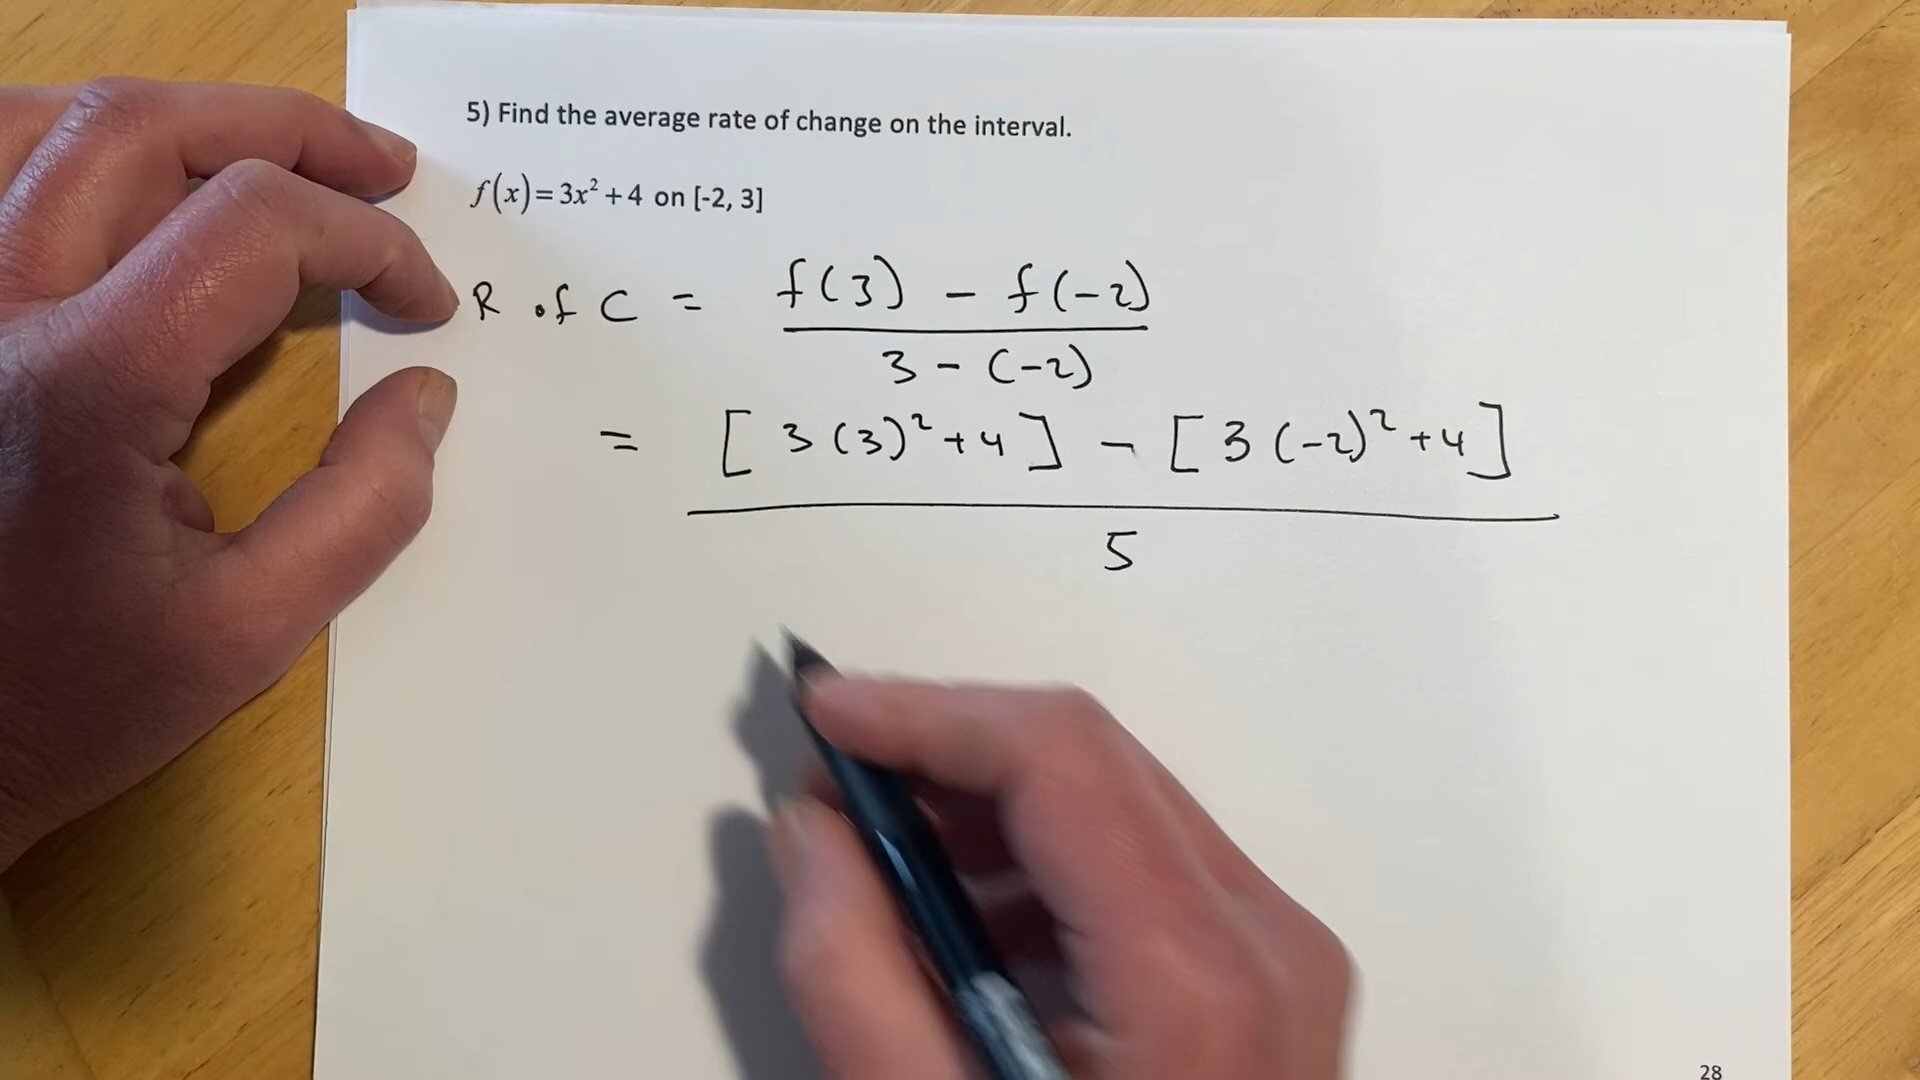 5) Find the average rate of change on the interval.
f(x)=3x²+4 on [-2, 3]
R of C = f(3) - f(-2)
3 - (-2)
= [ 3(3)²+4 ] - [ 3(-2)²+4 ]
5
28